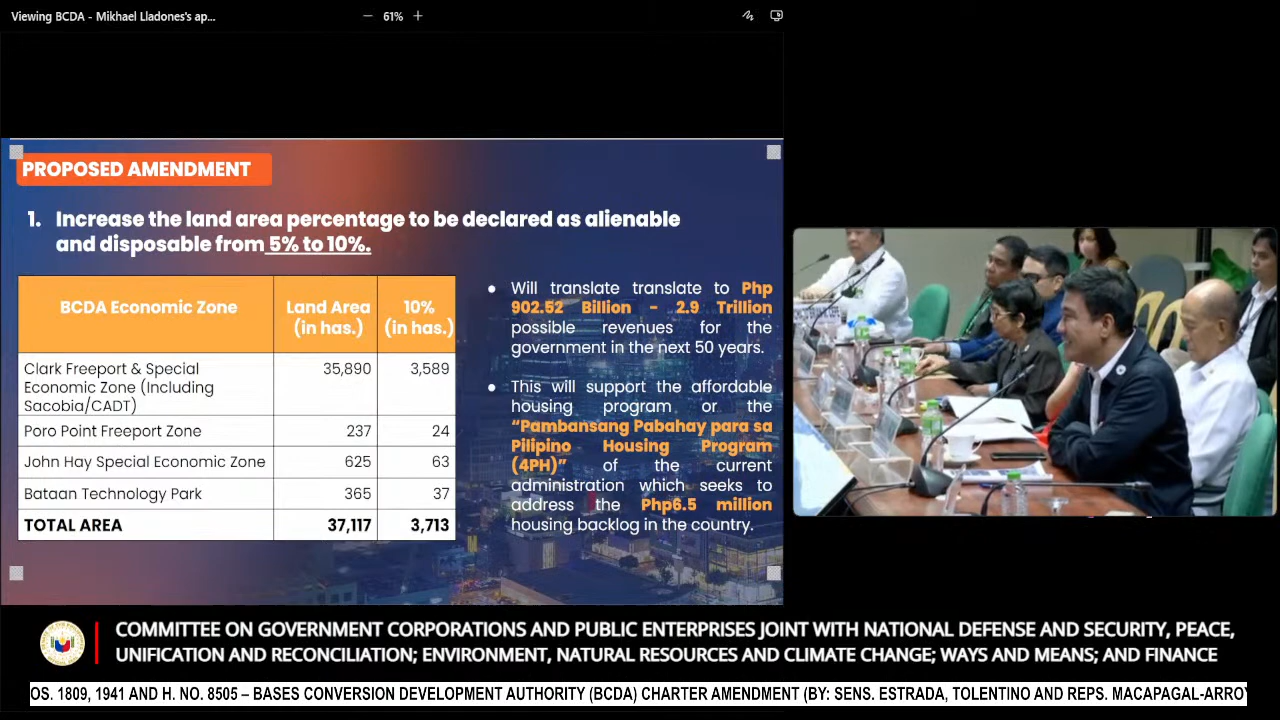 Viewing BCDA - Mikhael Lladones's ap...
61%
PROPOSED AMENDMENT
1. Increase the land area percentage to be declared as alienable
and disposable from 5% to 10%.
BCDA Economic Zone
Land Area
(in has.)
10%
(in has.)
Clark Freeport & Special
Economic Zone (Including
Sacobia/CADT)
35,890
3,589
Poro Point Freeport Zone
237
24
John Hay Special Economic Zone
625
63
Bataan Technology Park
365
37
TOTAL AREA
37,117
3,713
• Will translate translate to Php
902.52 Billion - 2.9 Trillion
possible revenues for the
government in the next 50 years.
• This will support the affordable
housing program or the
“Pambansang Pabahay para sa
Pilipino Housing Program
(4PH)” of the current
administration which seeks to
address the Php6.5 million
housing backlog in the country.
COMMITTEE ON GOVERNMENT CORPORATIONS AND PUBLIC ENTERPRISES JOINT WITH NATIONAL DEFENSE AND SECURITY, PEACE,
UNIFICATION AND RECONCILIATION; ENVIRONMENT, NATURAL RESOURCES AND CLIMATE CHANGE; WAYS AND MEANS; AND FINANCE
OS. 1809, 1941 AND H. NO. 8505 – BASES CONVERSION DEVELOPMENT AUTHORITY (BCDA) CHARTER AMENDMENT (BY: SENS. ESTRADA, TOLENTINO AND REPS. MACAPAGAL-ARROY